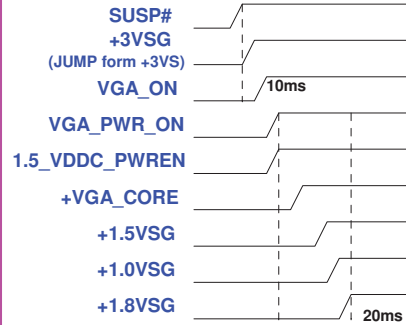 SUSP#
+3VSG
(JUMP form +3VS)
VGA_ON
10ms
VGA_PWR_ON
1.5_VDDC_PWREN
+VGA_CORE
+1.5VSG
+1.0VSG
+1.8VSG
20ms